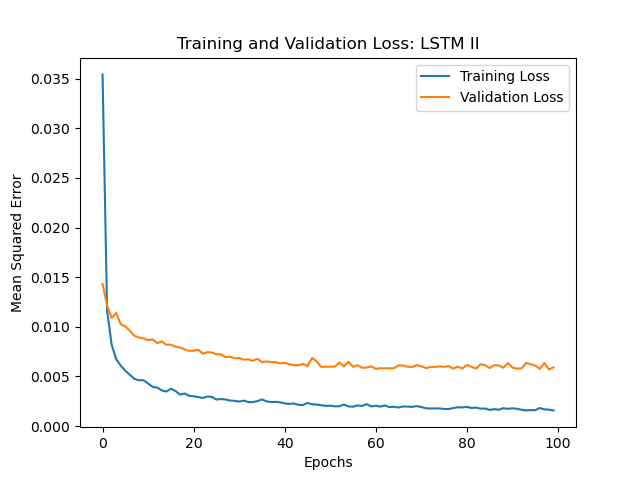 Training and Validation Loss: LSTM II
Training Loss
Validation Loss
Mean Squared Error
0.035
0.030
0.025
0.020
0.015
0.010
0.005
0.000
0 20 40 60 80 100
Epochs